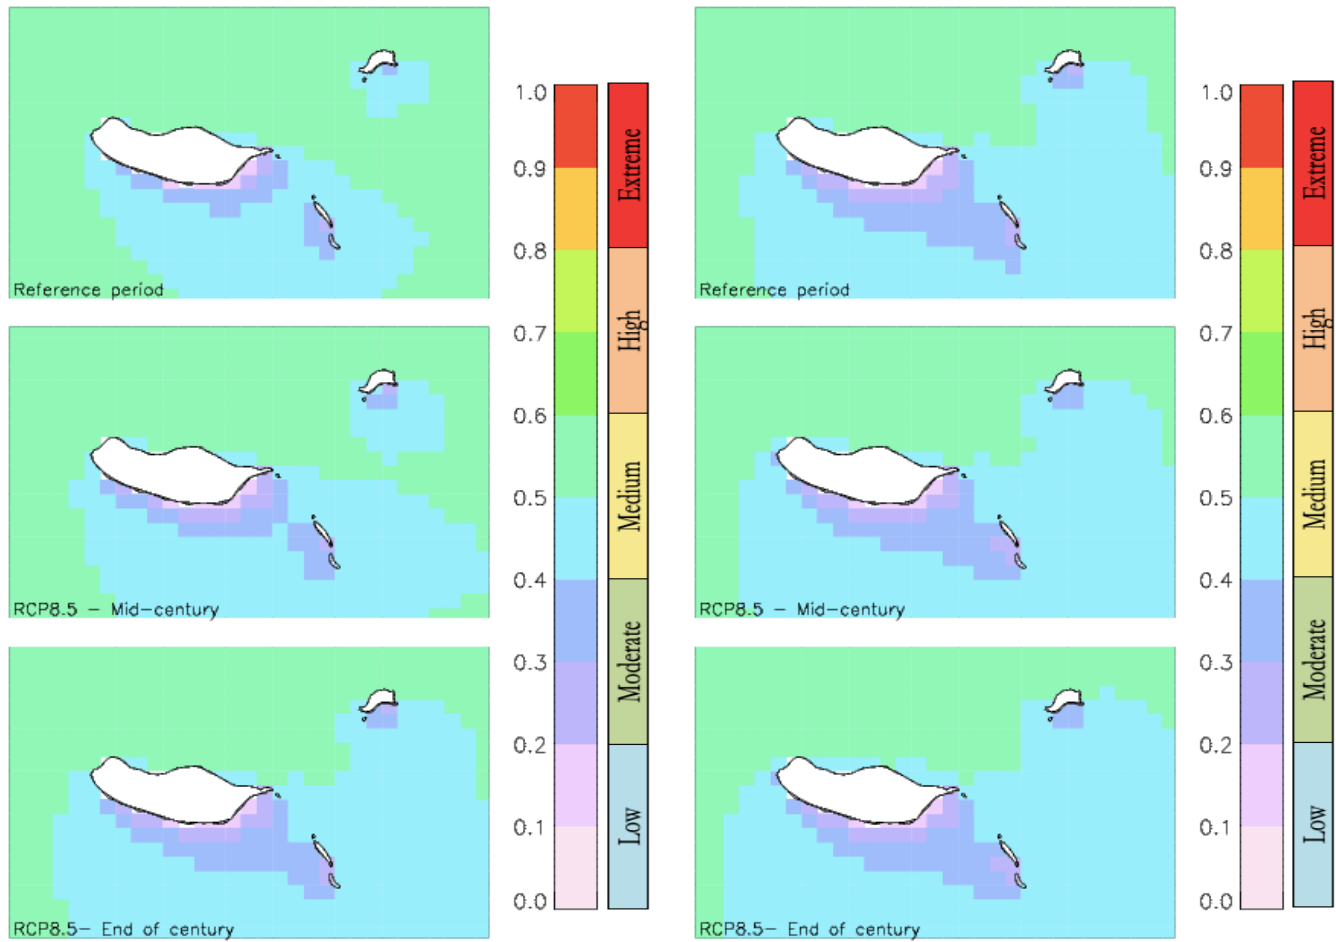 Reference period
RCP8.5 - Mid-century
RCP8.5- End of century
1.0
0.9
0.8
0.7
0.6
0.5
0.4
0.3
0.2
0.1
0.0
Extreme
High
Medium
Moderate
Low
Reference period
RCP8.5 - Mid-century
RCP8.5- End of century
1.0
0.9
0.8
0.7
0.6
0.5
0.4
0.3
0.2
0.1
0.0
Extreme
High
Medium
Moderate
Low